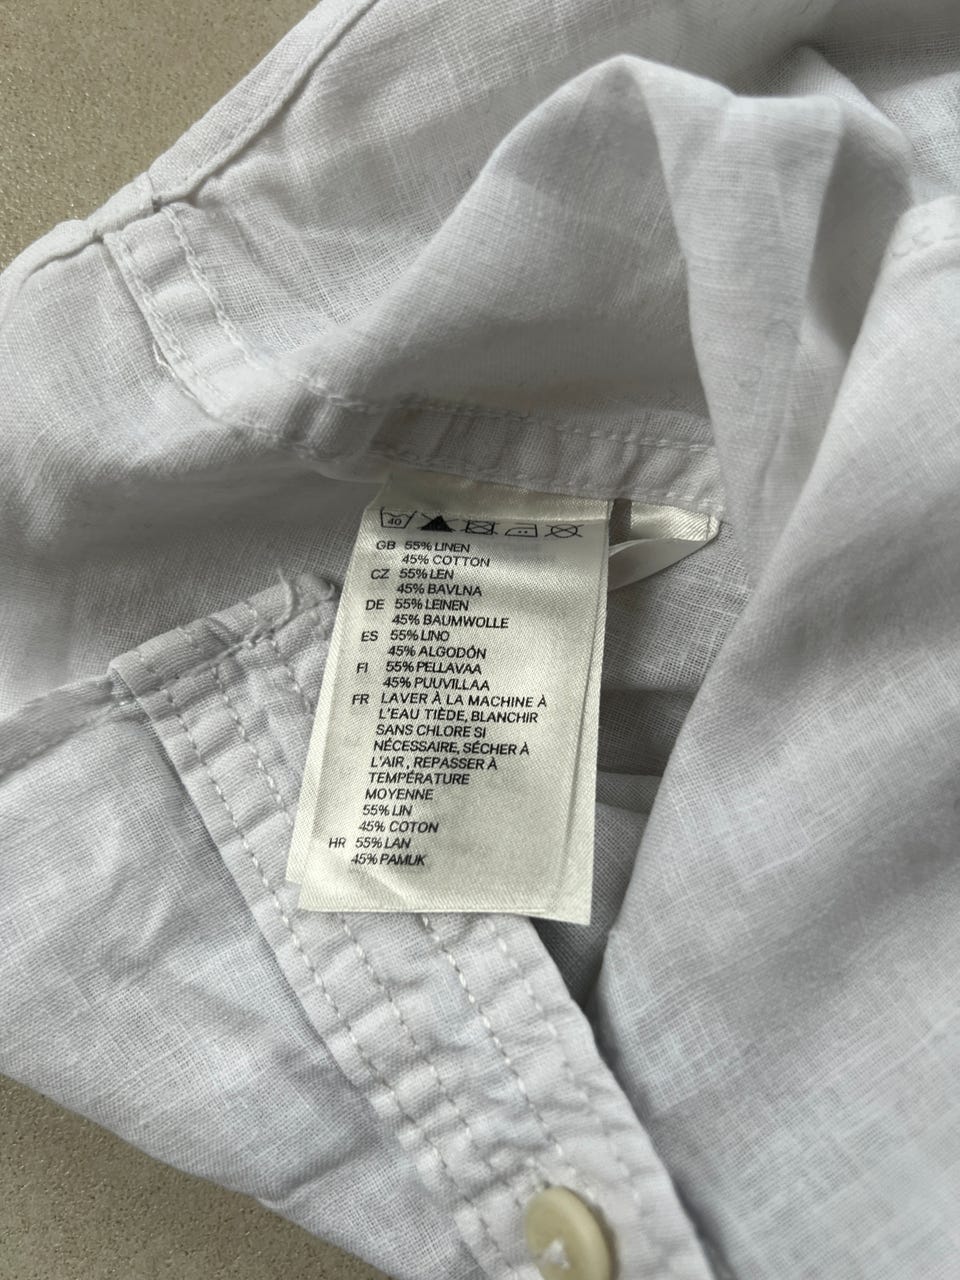 40
GB 55% LINEN
45% COTTON
CZ 55% LEN
45% BAVLNA
DE 55% LEINEN
45% BAUMWOLLE
ES 55% LINO
45% ALGODÓN
FI 55% PELLAVAA
45% PUUVILLAA
FR LAVER À LA MACHINE À
L'EAU TIÈDE, BLANCHIR
SANS CHLORE SI
NÉCESSAIRE, SÉCHER À
L'AIR, REPASSER À
TEMPÉRATURE
MOYENNE
55% LIN
45% COTON
HR 55% LAN
45% PAMUK